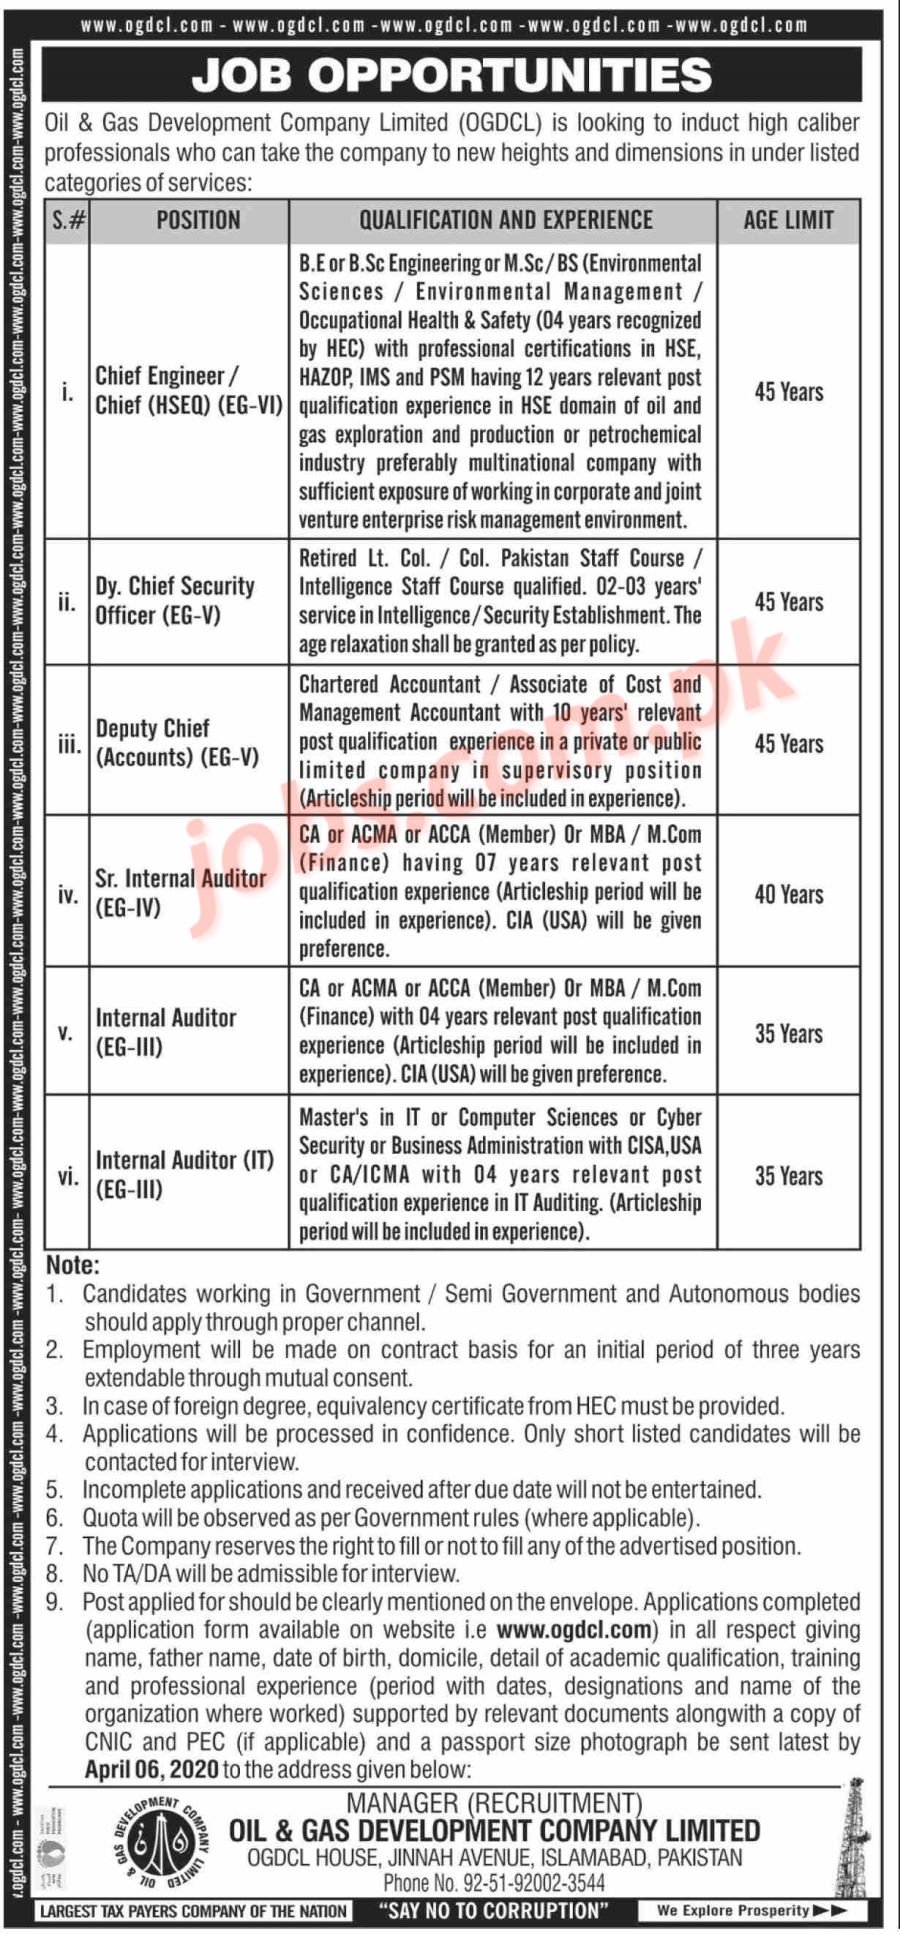 www.ogdcl.com - www.ogdcl.com -www.ogdcl.com -www.ogdcl.com -www.ogdcl.com
JOB OPPORTUNITIES
Oil & Gas Development Company Limited (OGDCL) is looking to induct high caliber
professionals who can take the company to new heights and dimensions in under listed
categories of services:
S.# POSITION QUALIFICATION AND EXPERIENCE AGE LIMIT
i.
Chief Engineer /
Chief (HSEQ) (EG-VI)
B.E or B.Sc Engineering or M.Sc/ BS (Environmental
Sciences / Environmental Management /
Occupational Health & Safety (04 years recognized
by HEC) with professional certifications in HSE,
HAZOP, IMS and PSM having 12 years relevant post
qualification experience in HSE domain of oil and
gas exploration and production or petrochemical
industry preferably multinational company with
sufficient exposure of working in corporate and joint
venture enterprise risk management environment.
45 Years
ii.
Dy. Chief Security
Officer (EG-V)
Retired Lt. Col. / Col. Pakistan Staff Course /
Intelligence Staff Course qualified. 02-03 years'
service in Intelligence/ Security Establishment. The
age relaxation shall be granted as per policy.
45 Years
iii.
Deputy Chief
(Accounts) (EG-V)
Chartered Accountant / Associate of Cost and
Management Accountant with 10 years' relevant
post qualification experience in a private or public
limited company in supervisory position
(Articleship period will be included in experience).
45 Years
iv.
Sr. Internal Auditor
(EG-IV)
CA or ACMA or ACCA (Member) Or MBA / M.Com
(Finance) having 07 years relevant post
qualification experience (Articleship period will be
included in experience). CIA (USA) will be given
preference.
40 Years
v.
Internal Auditor
(EG-III)
CA or ACMA or ACCA (Member) Or MBA / M.Com
(Finance) with 04 years relevant post qualification
experience (Articleship period will be included in
experience). CIA (USA) will be given preference.
35 Years
vi.
Internal Auditor (IT)
(EG-III)
Master's in IT or Computer Sciences or Cyber
Security or Business Administration with CISA,USA
or CA/ICMA with 04 years relevant post
qualification experience in IT Auditing. (Articleship
period will be included in experience).
35 Years
jobs.com.pk
Note:
1. Candidates working in Government / Semi Government and Autonomous bodies
should apply through proper channel.
2. Employment will be made on contract basis for an initial period of three years
extendable through mutual consent.
3. In case of foreign degree, equivalency certificate from HEC must be provided.
4. Applications will be processed in confidence. Only short listed candidates will be
contacted for interview.
5. Incomplete applications and received after due date will not be entertained.
6. Quota will be observed as per Government rules (where applicable).
7. The Company reserves the right to fill or not to fill any of the advertised position.
8. No TA/DA will be admissible for interview.
9. Post applied for should be clearly mentioned on the envelope. Applications completed
(application form available on website i.e www.ogdcl.com) in all respect giving
name, father name, date of birth, domicile, detail of academic qualification, training
and professional experience (period with dates, designations and name of the
organization where worked) supported by relevant documents alongwith a copy of
CNIC and PEC (if applicable) and a passport size photograph be sent latest by
April 06, 2020 to the address given below:
OIL & GAS DEVELOPMENT COMPANY LIMITED
MANAGER (RECRUITMENT)
OIL & GAS DEVELOPMENT COMPANY LIMITED
OGDCL HOUSE, JINNAH AVENUE, ISLAMABAD, PAKISTAN
Phone No. 92-51-92002-3544
LARGEST TAX PAYERS COMPANY OF THE NATION "SAY NO TO CORRUPTION" We Explore Prosperity
www.ogdcl.com -www.ogdcl.com -www.ogdcl.com -www.ogdcl.com -www.ogdcl.com-www.ogdcl.com-www.ogdcl.com-www.ogdcl.com-www.ogdcl.com-www.ogdcl.com-www.ogdcl.com